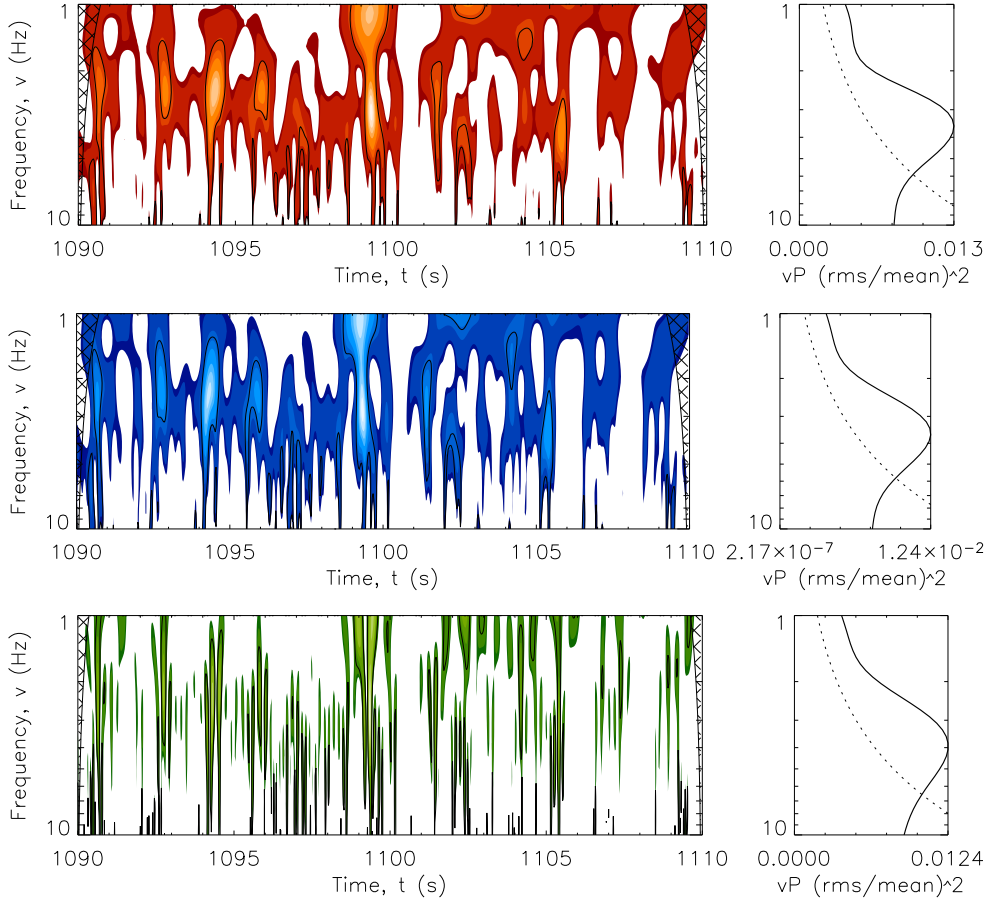 1
10
Frequency, v (Hz)
1090 1095 1100 1105 1110
Time, t (s)
1
10
0.000 0.013
vP (rms/mean)^2
1
10
Frequency, v (Hz)
1090 1095 1100 1105 1110
Time, t (s)
1
10
2.17×10-7 1.24×10-2
vP (rms/mean)^2
1
10
Frequency, v (Hz)
1090 1095 1100 1105 1110
Time, t (s)
1
10
0.0000 0.0124
vP (rms/mean)^2